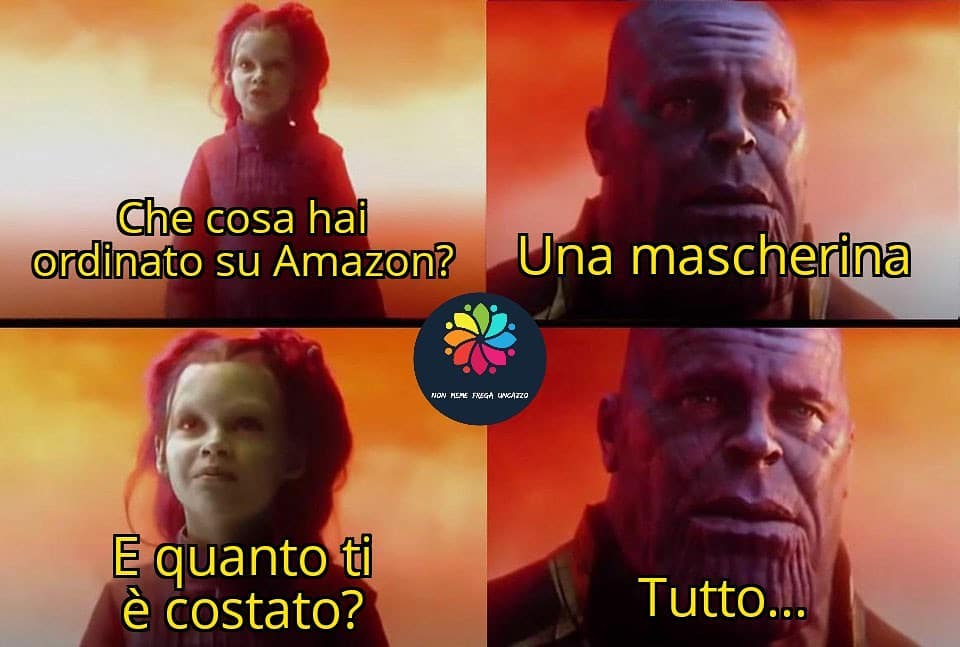 Che cosa hai
ordinato su Amazon?
Una mascherina
NON MEME FREGA UNCAZZO
E quanto ti
è costato?
Tutto...